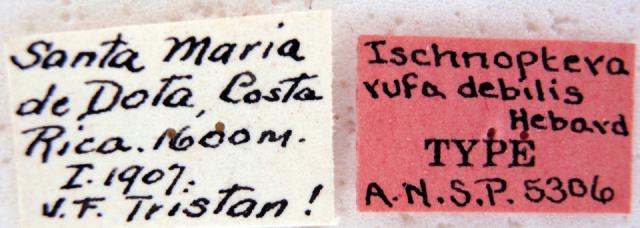 Santa Maria
de Dota, Costa
Rica. 1600m.
I. 1907.
J.F. Tristan!
Ischnoptera
rufa debilis
Hebard
TYPE
A.N.S.P. 5306